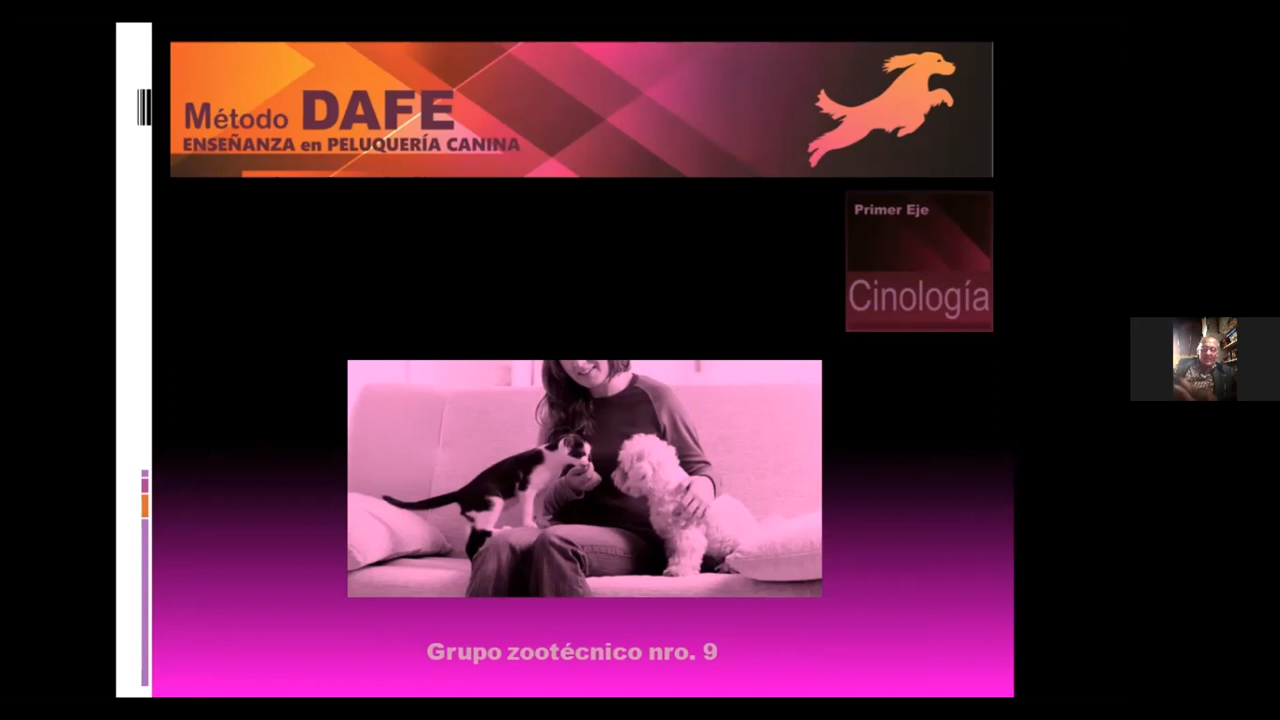 Método DAFE
ENSEÑANZA en PELUQUERÍA CANINA
Primer Eje
Cinología
Grupo zootécnico nro. 9